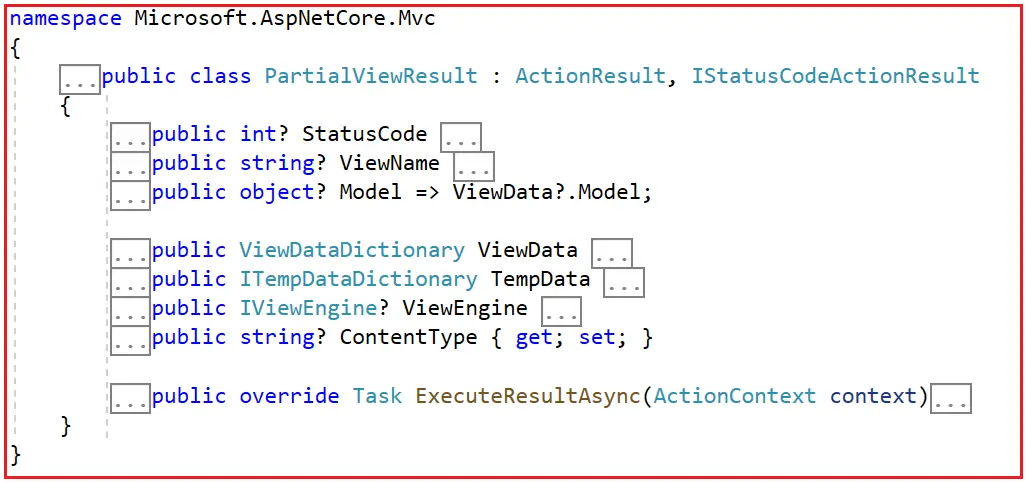 namespace Microsoft.AspNetCore.Mvc
{
...public class PartialViewResult : ActionResult, IStatusCodeActionResult
{
...public int? StatusCode ...
...public string? ViewName ...
...public object? Model => ViewData?.Model;
...public ViewDataDictionary ViewData ...
...public ITempDataDictionary TempData ...
...public IViewEngine? ViewEngine ...
...public string? ContentType { get; set; }
...public override Task ExecuteResultAsync(ActionContext context)...
}
}